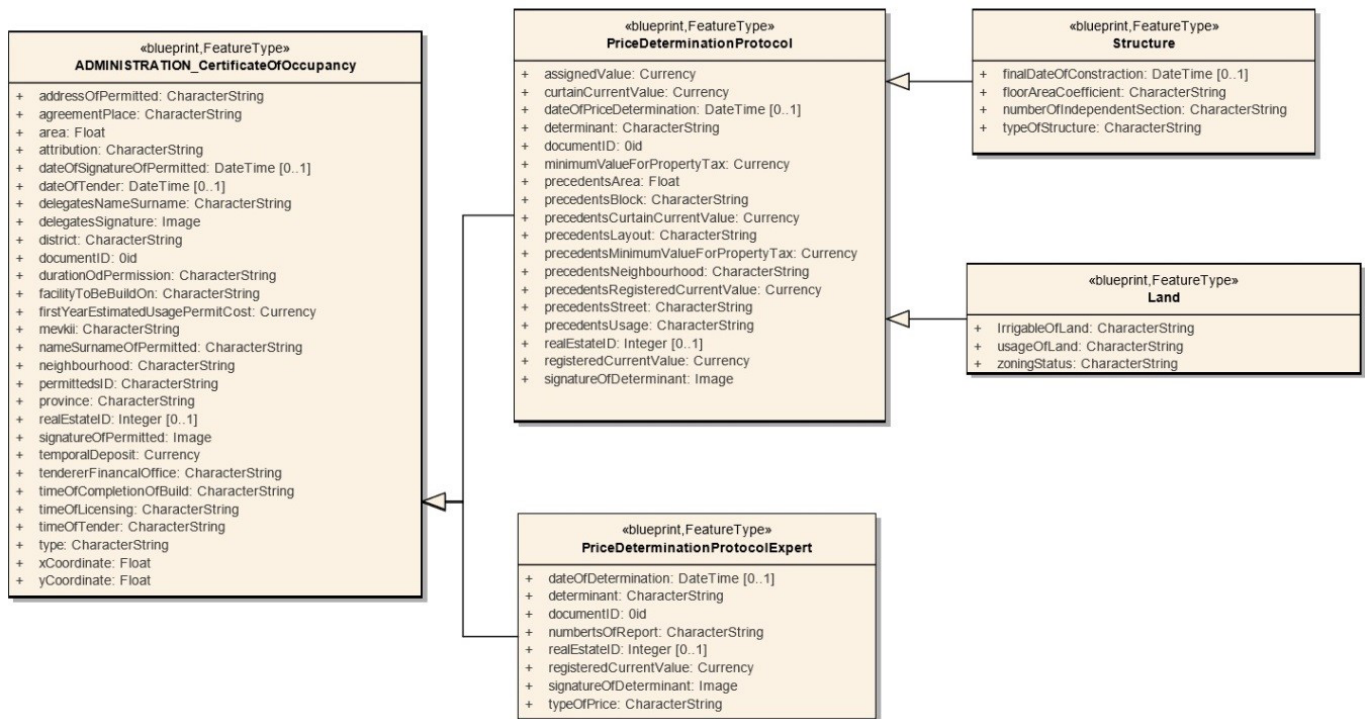 «blueprint,FeatureType»
ADMINISTRATION_CertificateOfOccupancy
+ addressOfPermitted: CharacterString
+ agreementPlace: CharacterString
+ area: Float
+ attribution: CharacterString
+ dateOfSignatureOfPermitted: DateTime [0..1]
+ dateOfTender: DateTime [0..1]
+ delegatesNameSurname: CharacterString
+ delegatesSignature: Image
+ district: CharacterString
+ documentID: 0id
+ durationOdPermission: CharacterString
+ facilityToBeBuildOn: CharacterString
+ firstYearEstimatedUsagePermitCost: Currency
+ mevkii: CharacterString
+ nameSurnameOfPermitted: CharacterString
+ neighbourhood: CharacterString
+ permittedsID: CharacterString
+ province: CharacterString
+ realEstateID: Integer [0..1]
+ signatureOfPermitted: Image
+ temporalDeposit: Currency
+ tendererFinancalOffice: CharacterString
+ timeOfCompletionOfBuild: CharacterString
+ timeOfLicensing: CharacterString
+ timeOfTender: CharacterString
+ type: CharacterString
+ xCoordinate: Float
+ yCoordinate: Float
«blueprint,FeatureType»
PriceDeterminationProtocol
+ assignedValue: Currency
+ curtainCurrentValue: Currency
+ dateOfPriceDetermination: DateTime [0..1]
+ determinant: CharacterString
+ documentID: 0id
+ minimumValueForPropertyTax: Currency
+ precedentsArea: Float
+ precedentsBlock: CharacterString
+ precedentsCurtainCurrentValue: Currency
+ precedentsLayout: CharacterString
+ precedentsMinimumValueForPropertyTax: Currency
+ precedentsNeighbourhood: CharacterString
+ precedentsRegisteredCurrentValue: Currency
+ precedentsStreet: CharacterString
+ precedentsUsage: CharacterString
+ realEstateID: Integer [0..1]
+ registeredCurrentValue: Currency
+ signatureOfDeterminant: Image
«blueprint,FeatureType»
PriceDeterminationProtocolExpert
+ dateOfDetermination: DateTime [0..1]
+ determinant: CharacterString
+ documentID: 0id
+ numbertsOfReport: CharacterString
+ realEstateID: Integer [0..1]
+ registeredCurrentValue: Currency
+ signatureOfDeterminant: Image
+ typeOfPrice: CharacterString
«blueprint,FeatureType»
Structure
+ finalDateOfConstraction: DateTime [0..1]
+ floorAreaCoefficient: CharacterString
+ numberOfIndependentSection: CharacterString
+ typeOfStructure: CharacterString
«blueprint,FeatureType»
Land
+ IrrigableOfLand: CharacterString
+ usageOfLand: CharacterString
+ zoningStatus: CharacterString